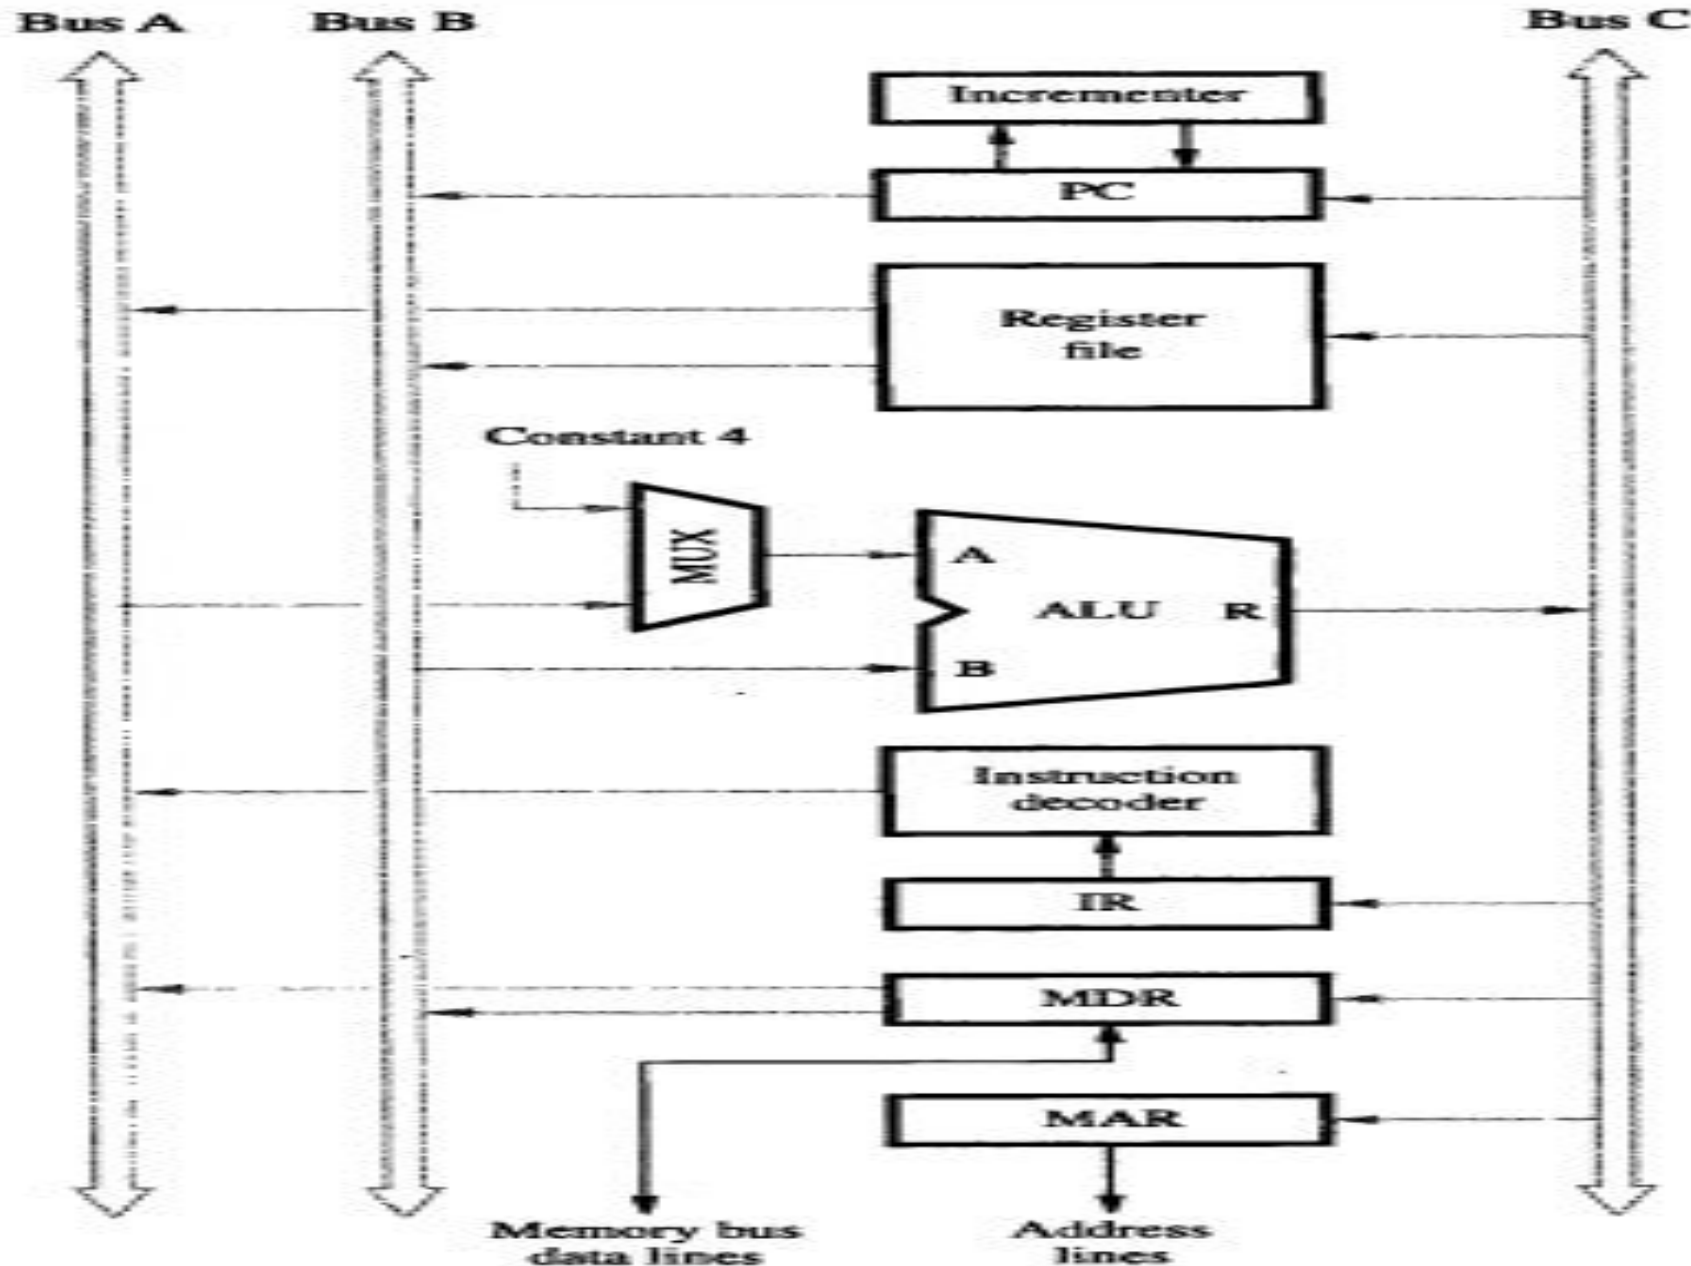 Bus A
Bus B
Bus C
Incrementer
PC
Register
file
Constant 4
MUX
A
ALU
R
B
Instruction
decoder
IR
MDR
MAR
Memory bus
data lines
Address
lines